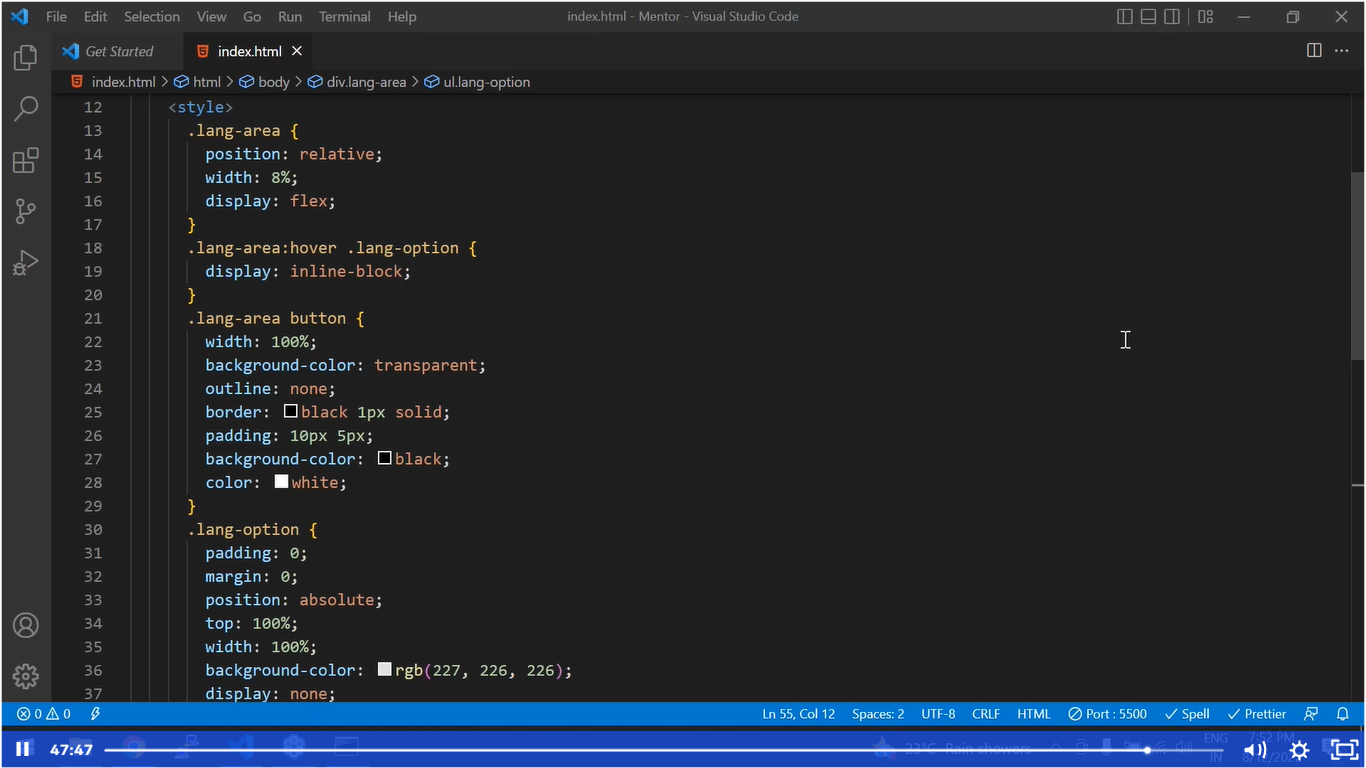 File Edit Selection View Go Run Terminal Help index.html - Mentor - Visual Studio Code
Get Started index.html
index.html > html > body > div.lang-area > ul.lang-option
12 <style>
13 .lang-area {
14 position: relative;
15 width: 8%;
16 display: flex;
17 }
18 .lang-area:hover .lang-option {
19 display: inline-block;
20 }
21 .lang-area button {
22 width: 100%;
23 background-color: transparent;
24 outline: none;
25 border: black 1px solid;
26 padding: 10px 5px;
27 background-color: black;
28 color: white;
29 }
30 .lang-option {
31 padding: 0;
32 margin: 0;
33 position: absolute;
34 top: 100%;
35 width: 100%;
36 background-color: rgb(227, 226, 226);
37 display: none;
0 0 Ln 55, Col 12 Spaces: 2 UTF-8 CRLF HTML Port : 5500 Spell Prettier
47:47 23°C Rain showers ENG 7:52 PM
IN